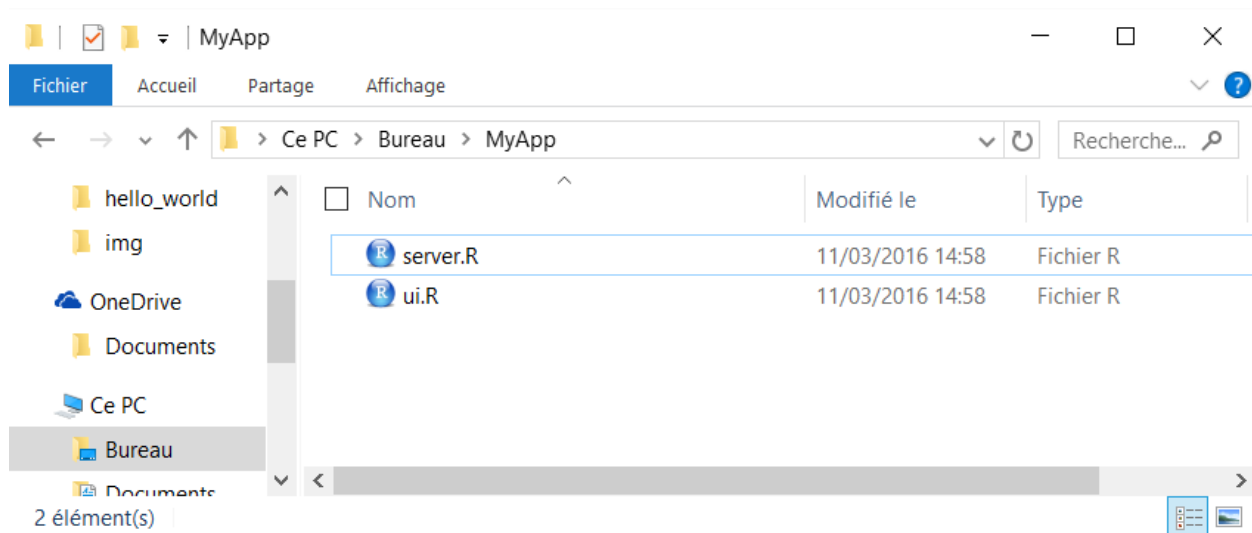 MyApp
Fichier Accueil Partage Affichage
Ce PC > Bureau > MyApp Recherche...
hello_world
img
OneDrive
Documents
Ce PC
Bureau
Documents
Nom Modifié le Type
server.R 11/03/2016 14:58 Fichier R
ui.R 11/03/2016 14:58 Fichier R
2 élément(s)